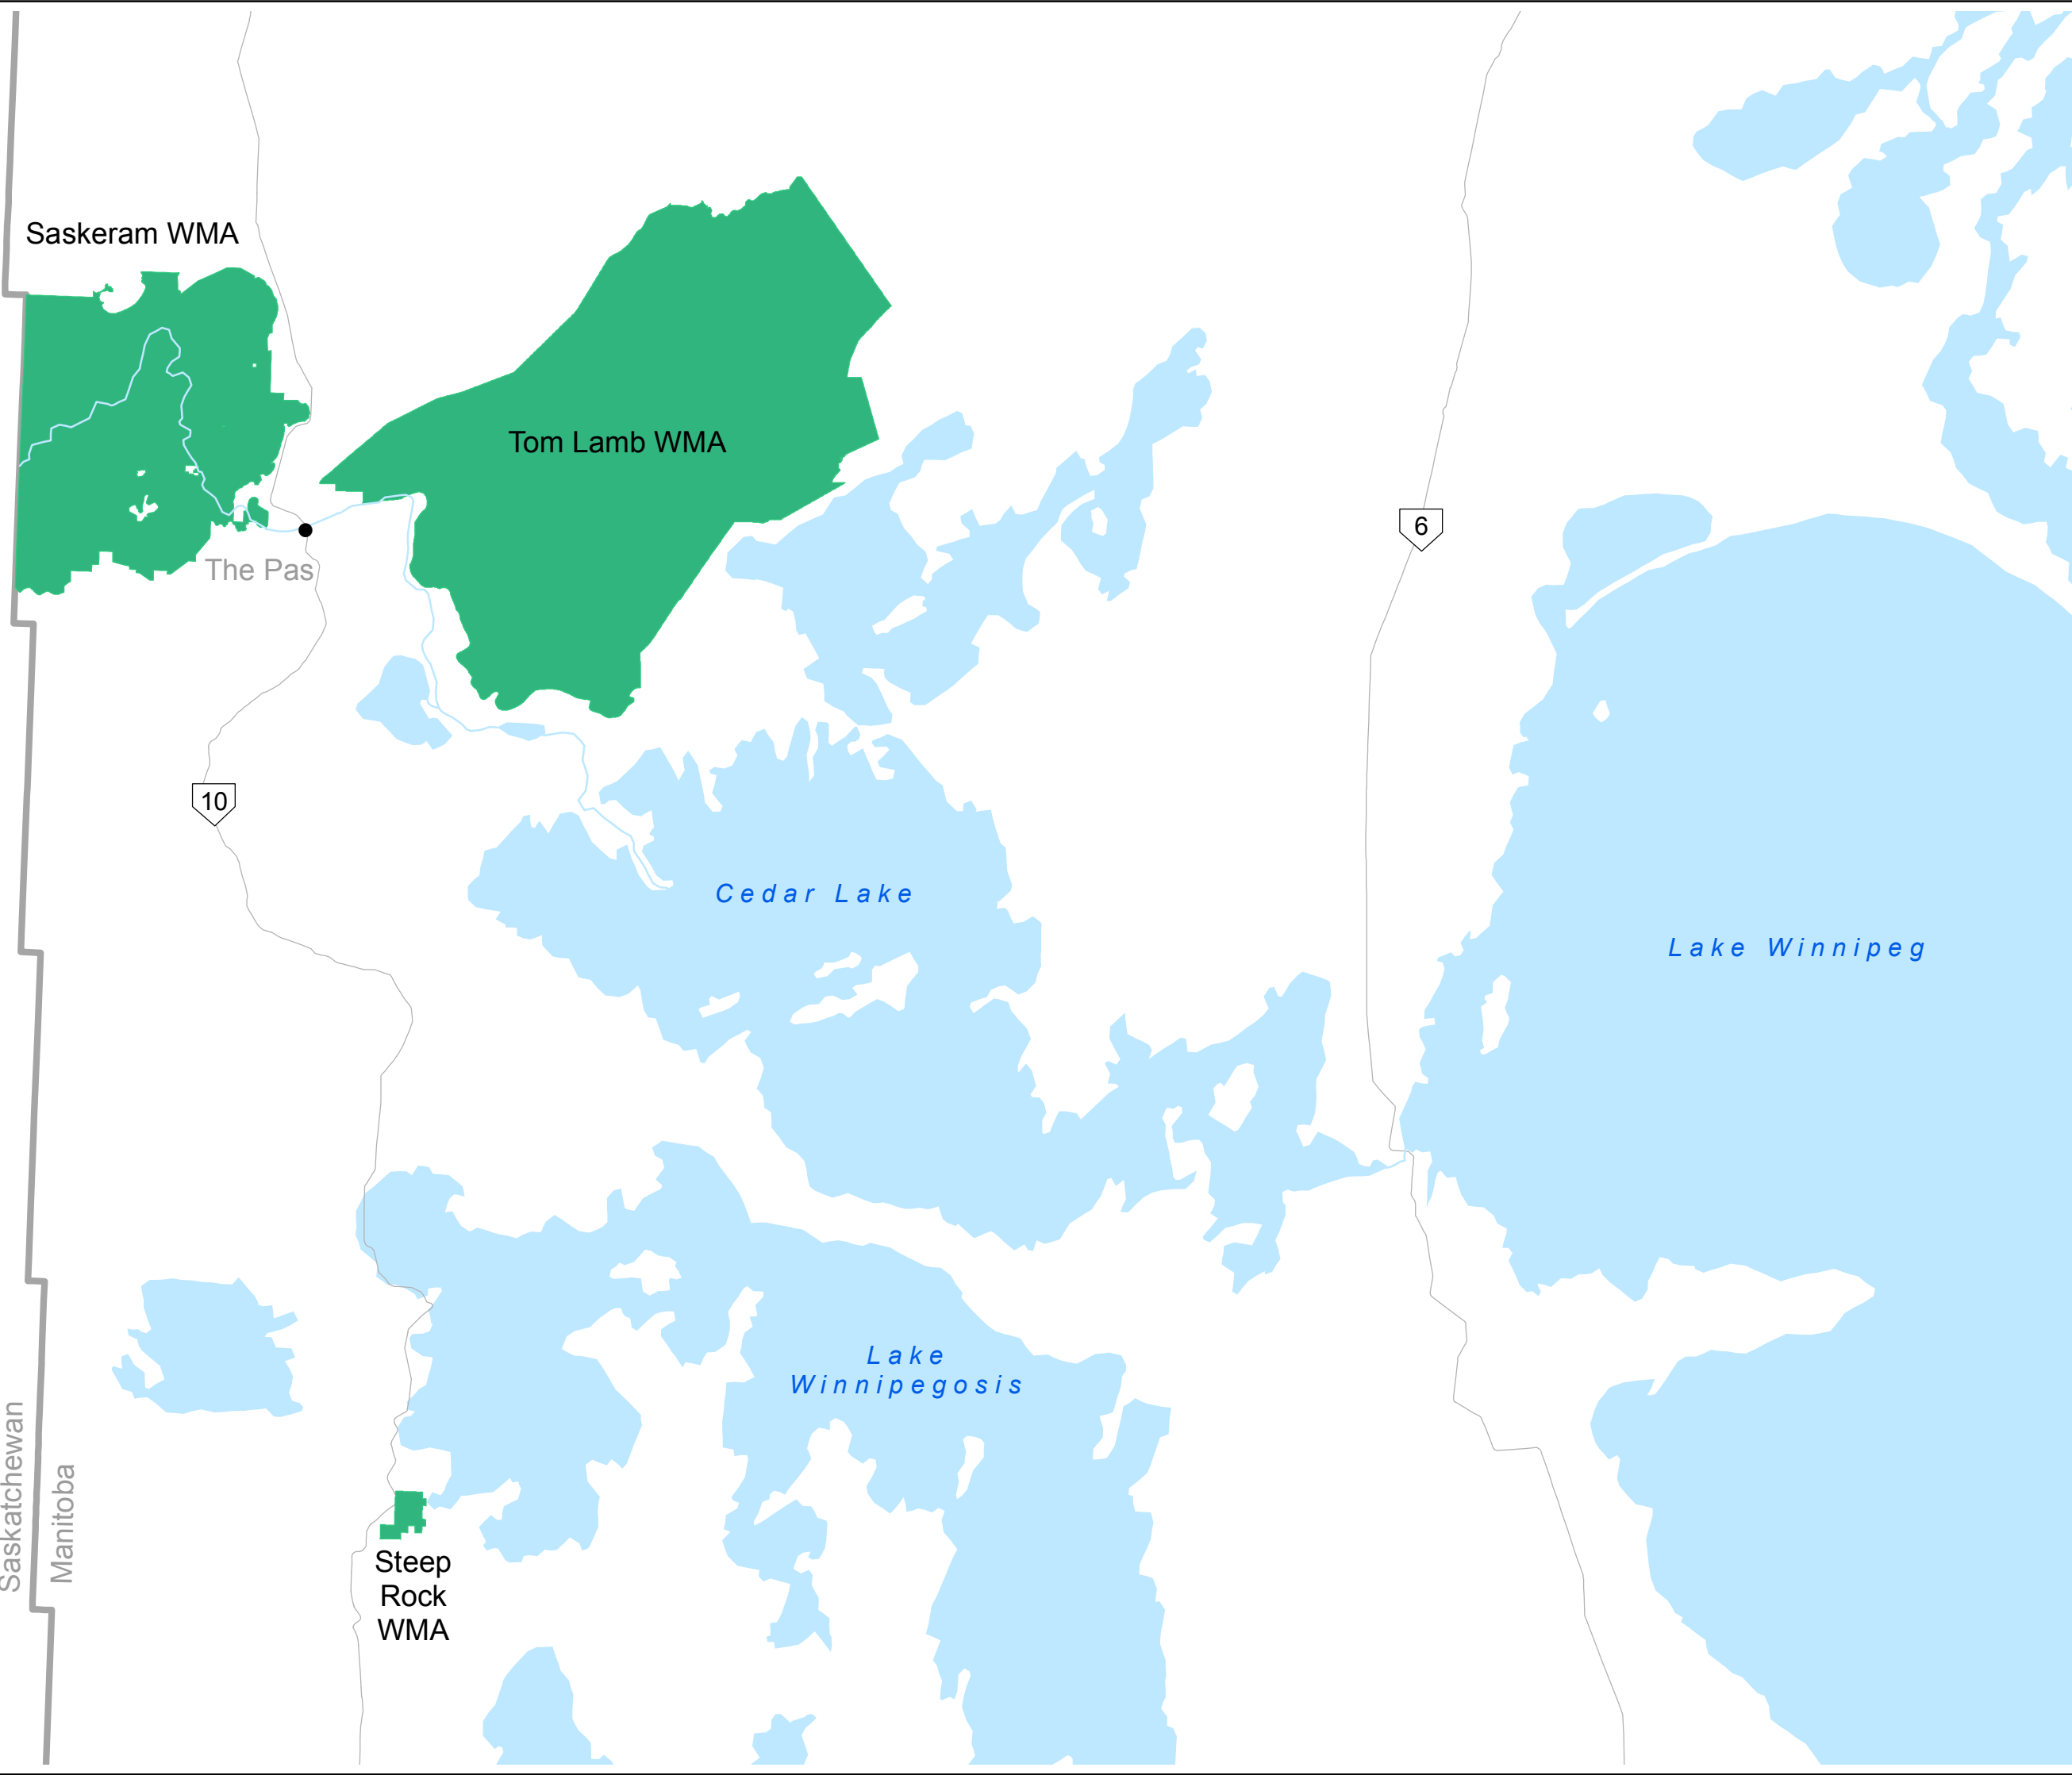 Saskeram WMA
Tom Lamb WMA
6
The Pas
10
Cedar Lake
Lake Winnipeg
Lake
Winnipegosis
Saskatchewan
Manitoba
Steep
Rock
WMA